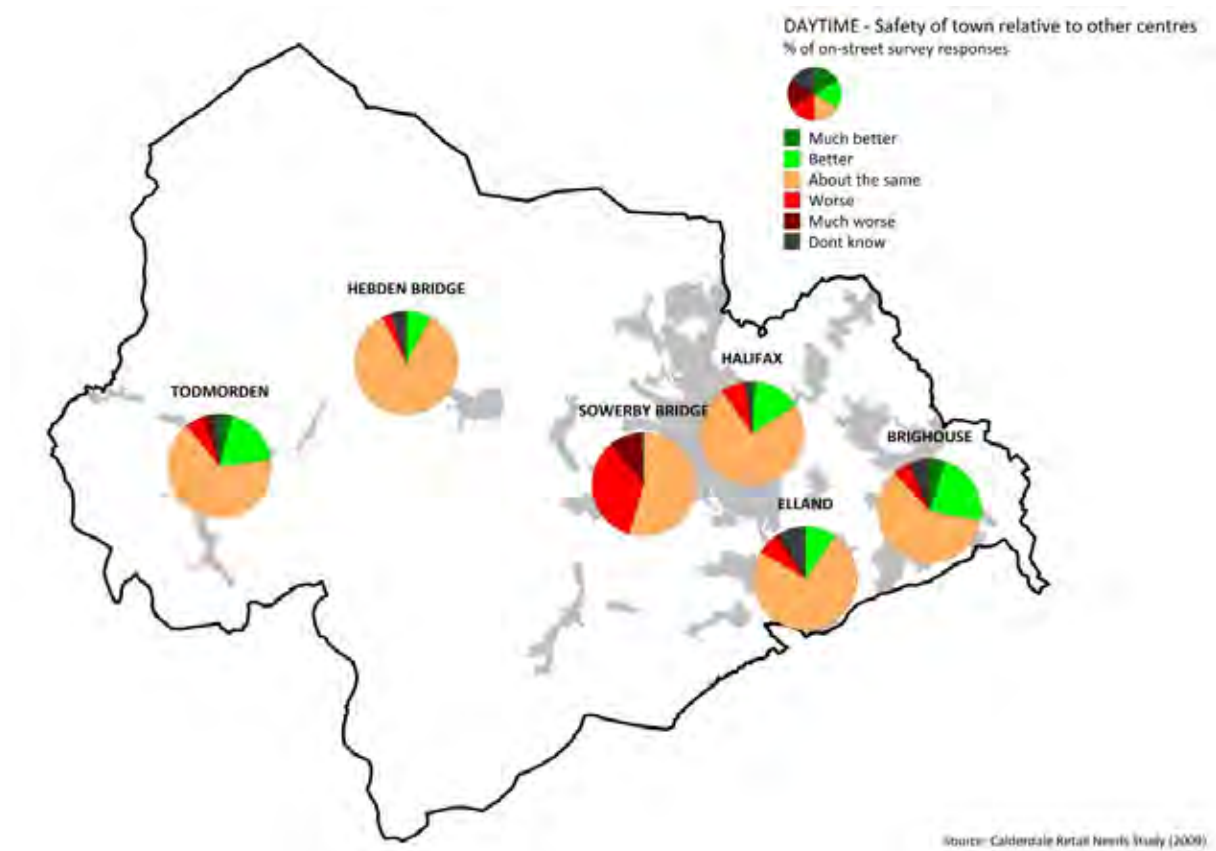 DAYTIME - Safety of town relative to other centres
% of on-street survey responses
Much better
Better
About the same
Worse
Much worse
Dont know
HEBDEN BRIDGE
TODMORDEN
HALIFAX
SOWERBY BRIDGE
BRIGHOUSE
ELLAND
Source: Calderdale Retail Needs Study (2009)